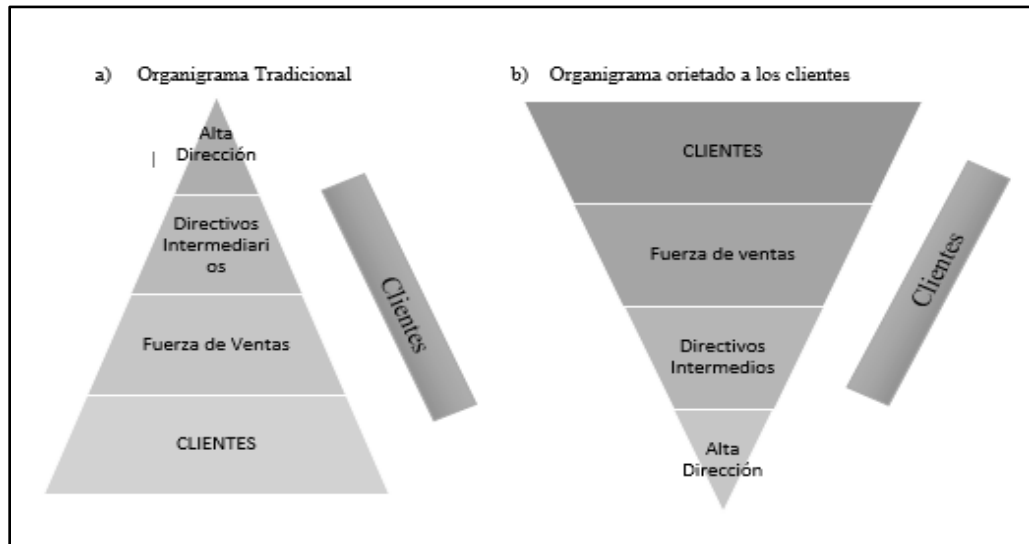 a) Organigrama Tradicional
Alta
Dirección
Directivos
Intermediari
os
Fuerza de Ventas
CLIENTES
Clientes
b) Organigrama orietado a los clientes
CLIENTES
Fuerza de ventas
Directivos
Intermedios
Alta
Dirección
Clientes